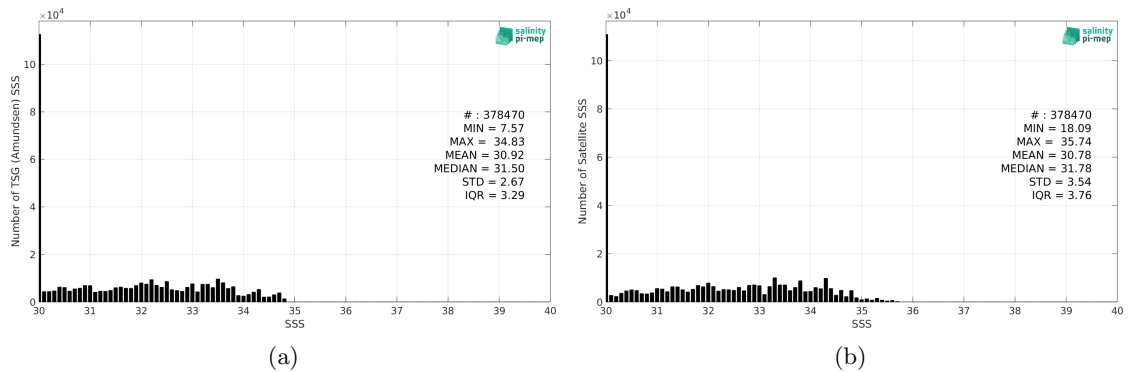 ×10⁴
salinity
pi-mep
10
8
6
4
2
0
Number of TSG (Amundsen) SSS
# : 378470
MIN = 7.57
MAX =  34.83
MEAN = 30.92
MEDIAN = 31.50
STD = 2.67
IQR = 3.29
30 31 32 33 34 35 36 37 38 39 40
SSS
(a)
×10⁴
salinity
pi-mep
10
8
6
4
2
0
Number of Satellite SSS
# : 378470
MIN = 18.09
MAX =  35.74
MEAN = 30.78
MEDIAN = 31.78
STD = 3.54
IQR = 3.76
30 31 32 33 34 35 36 37 38 39 40
SSS
(b)